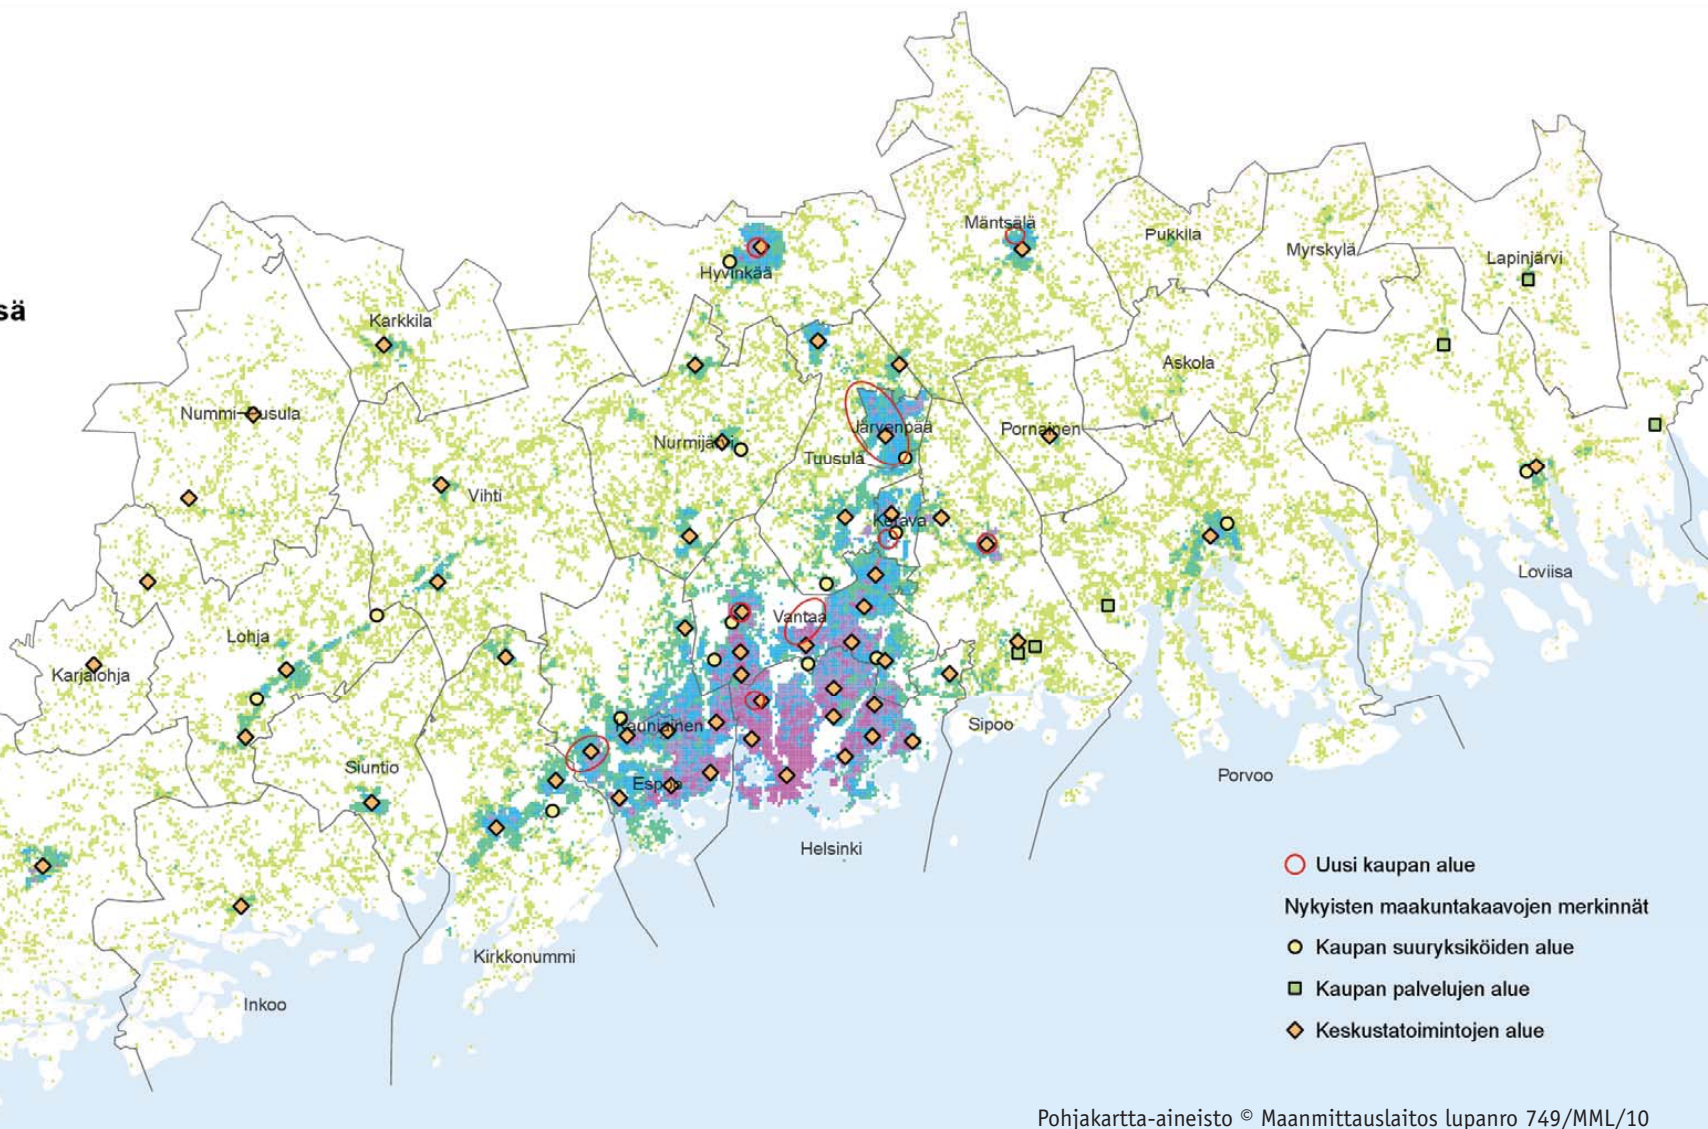 Mäntsälä
Pukkila
Myrskylä
Lapinjärvi
Hyvinkää
sä
Karkkila
Askola
Nummi-Pusula
Järvenpää
Pornainen
Nurmijärvi
Tuusula
Vihti
Kerava
Loviisa
Vantaa
Lohja
Karjalohja
Kauniainen
Sipoo
Siuntio
Porvoo
Espoo
Helsinki
Kirkkonummi
Inkoo
Uusi kaupan alue
Nykyisten maakuntakaavojen merkinnät
Kaupan suuryksiköiden alue
Kaupan palvelujen alue
Keskustatoimintojen alue
Pohjakartta-aineisto © Maanmittauslaitos lupanro 749/MML/10